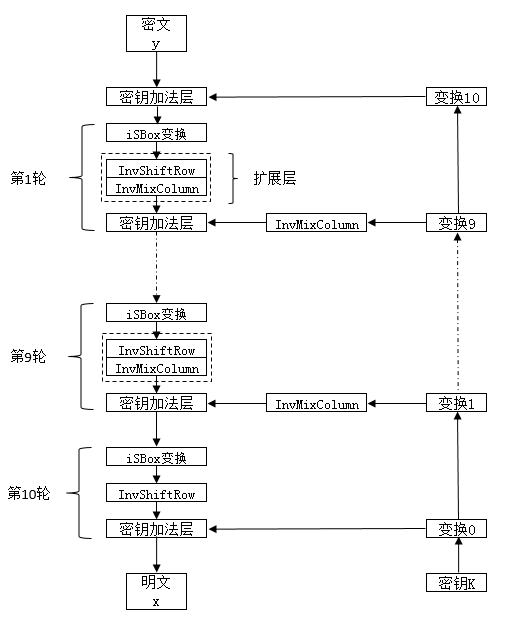 密文
y
密钥加法层
变换10
iSBox变换
第1轮
InvShiftRow
InvMixColumn
扩展层
密钥加法层
InvMixColumn
变换9
iSBox变换
第9轮
InvShiftRow
InvMixColumn
密钥加法层
InvMixColumn
变换1
iSBox变换
第10轮
InvShiftRow
密钥加法层
变换0
明文
x
密钥K